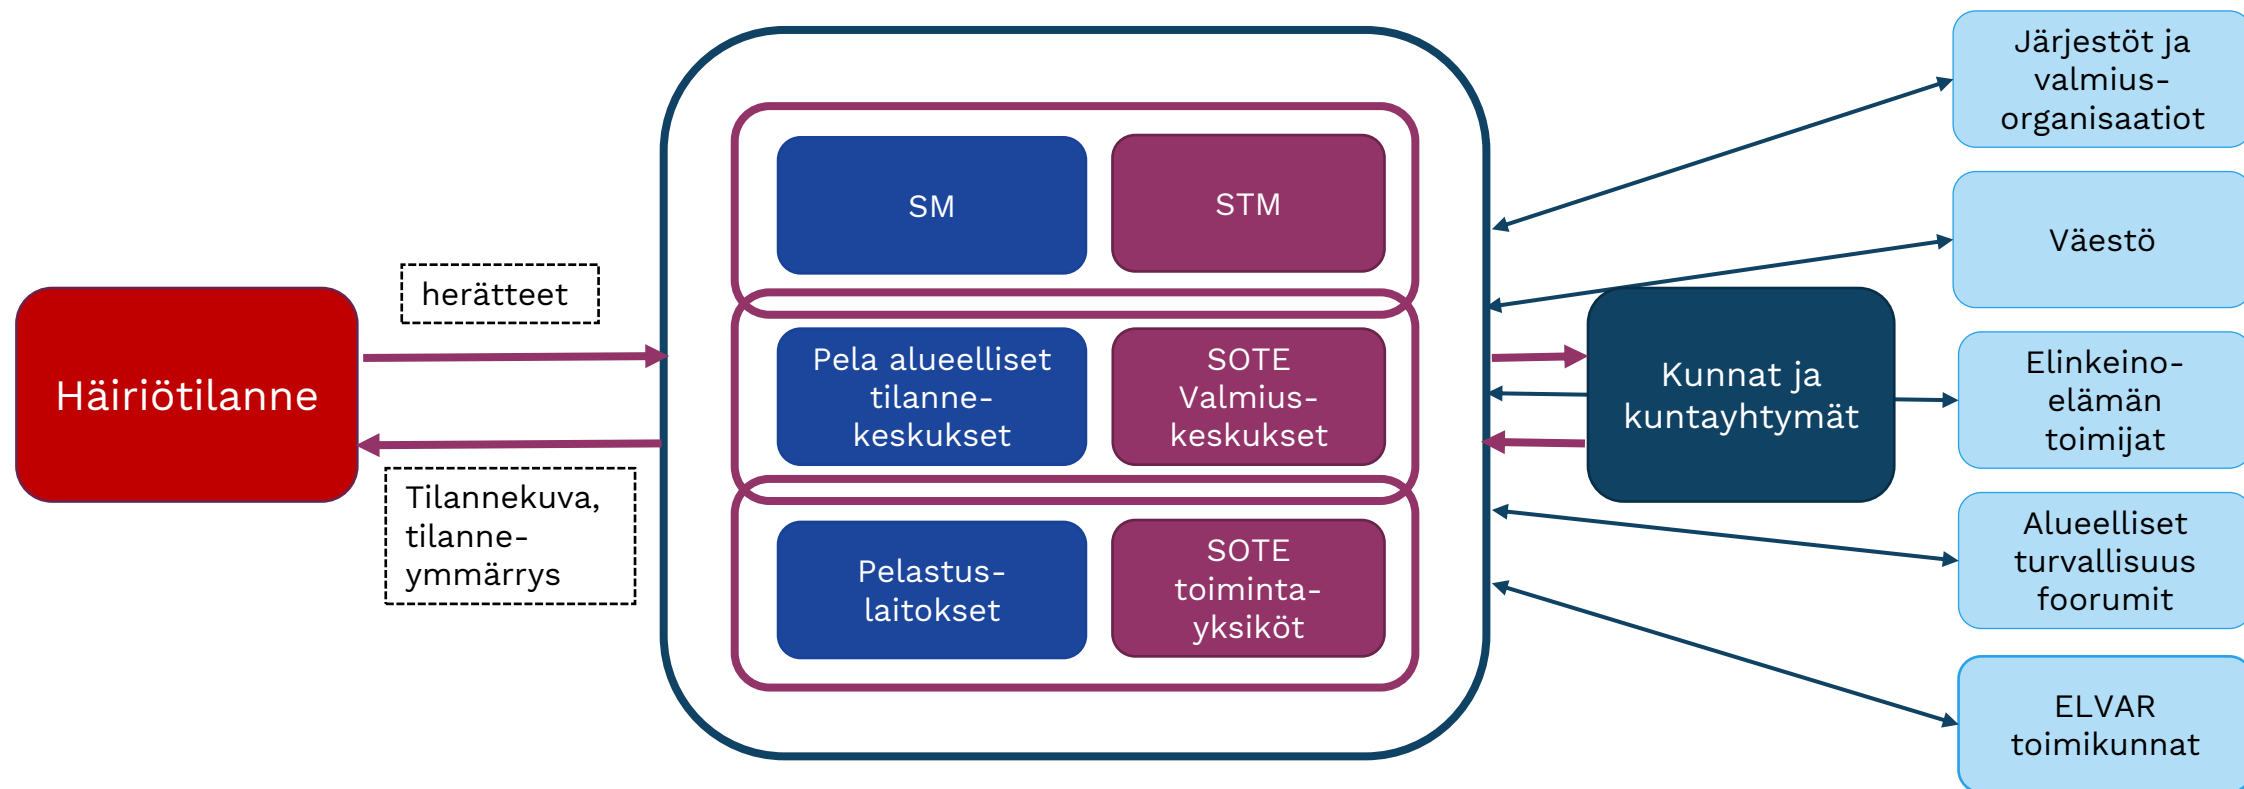 Häiriötilanne
herätteet
Tilannekuva,
tilanne-
ymmärrys
SM
STM
Pela alueelliset
tilanne-
keskukset
SOTE
Valmius-
keskukset
Pelastus-
laitokset
SOTE
toiminta-
yksiköt
Kunnat ja
kuntayhtymät
Järjestöt ja
valmius-
organisaatiot
Väestö
Elinkeino-
elämän
toimijat
Alueelliset
turvallisuus
foorumit
ELVAR
toimikunnat